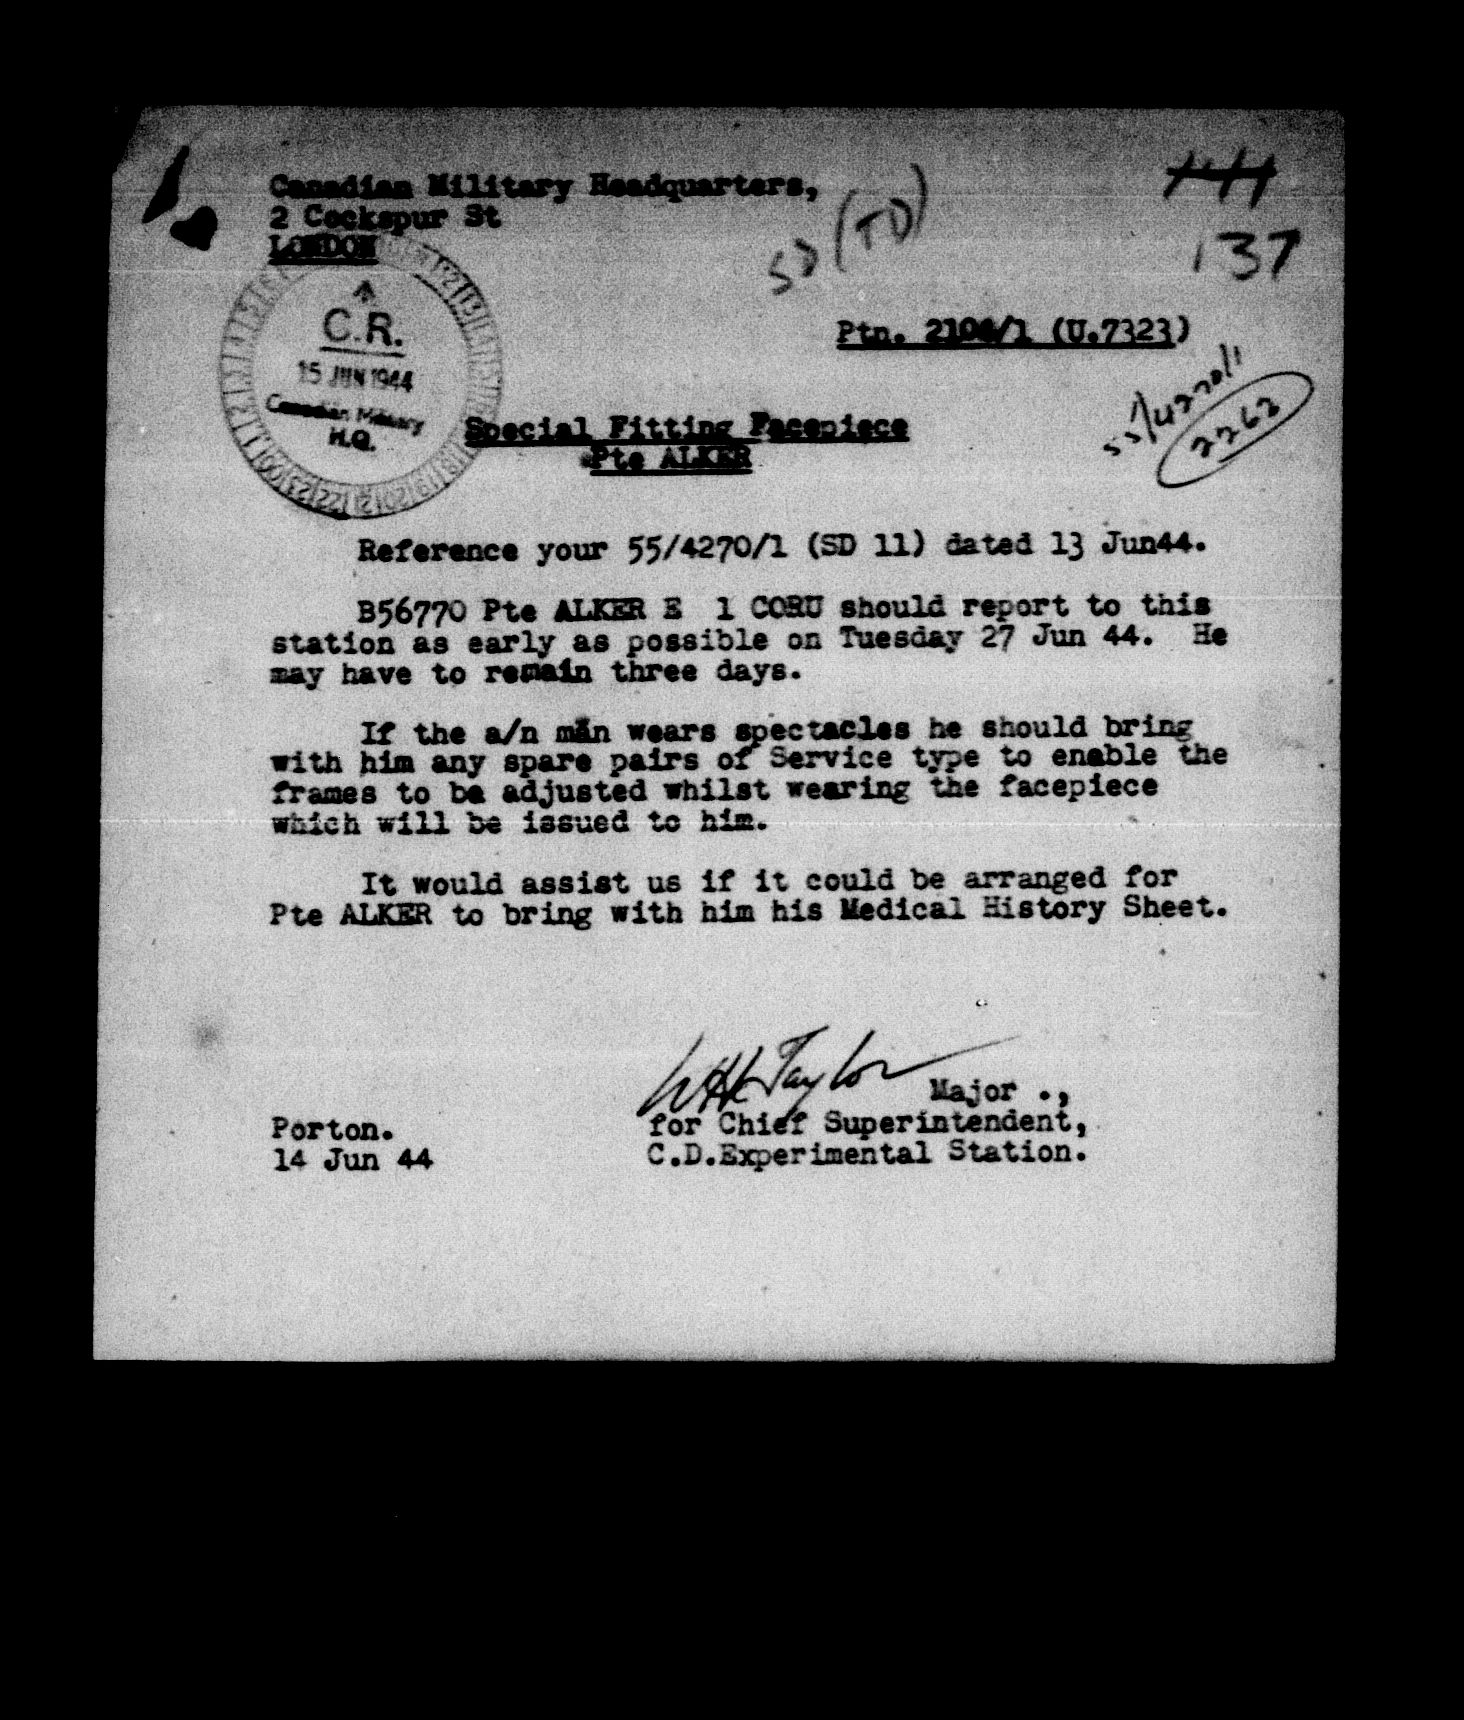 Canadian Military Headquarters,
2 Cockspur St
LONDON
SD (TD)
137
Ptn. 2104/1 (U.7323)
55/4270/1
2262
C.R.
15 JUN 1944
Canadian Military
H.Q.
Special Fitting Facepiece
Pte ALKER
Reference your 55/4270/1 (SD 11) dated 13 Jun44.
B56770 Pte ALKER E 1 CORU should report to this
station as early as possible on Tuesday 27 Jun 44. He
may have to remain three days.
If the a/n man wears spectacles he should bring
with him any spare pairs of Service type to enable the
frames to be adjusted whilst wearing the facepiece
which will be issued to him.
It would assist us if it could be arranged for
Pte ALKER to bring with him his Medical History Sheet.
Taylor Major .,
for Chief Superintendent,
C.D.Experimental Station.
Porton.
14 Jun 44